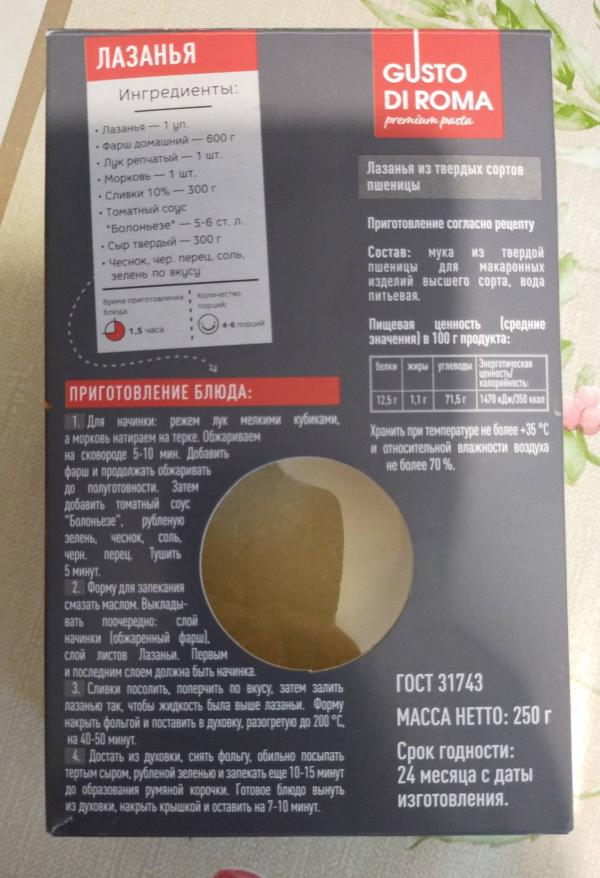 ЛАЗАНЬЯ
Ингредиенты:
• Лазанья — 1 уп.
• Фарш домашний — 600 г
• Лук репчатый — 1 шт.
• Морковь — 1 шт.
• Сливки 10% — 300 г
• Томатный соус
"Болоньезе" — 5-6 ст. л.
• Сыр твердый — 300 г
• Чеснок, чер. перец, соль,
зелень по вкусу
Время приготовления
блюда:
1,5 часа
Количество
порций:
4-6 порций
ПРИГОТОВЛЕНИЕ БЛЮДА:
1. Для начинки: режем лук мелкими кубиками,
а морковь натираем на терке. Обжариваем
на сковороде 5-10 мин. Добавить
фарш и продолжать обжаривать
до полуготовности. Затем
добавить томатный соус
"Болоньезе", рубленую
зелень, чеснок, соль,
черн. перец. Тушить
5 минут.
2. Форму для запекания
смазать маслом. Выклады-
вать поочередно: слой
начинки (обжаренный фарш),
слой листов Лазаньи. Первым
и последним слоем должна быть начинка.
3. Сливки посолить, поперчить по вкусу, затем залить
лазанью так, чтобы жидкость была выше лазаньи. Форму
накрыть фольгой и поставить в духовку, разогретую до 200 °С,
на 40-50 минут.
4. Достать из духовки, снять фольгу, обильно посыпать
тертым сыром, рубленой зеленью и запекать еще 10-15 минут
до образования румяной корочки. Готовое блюдо вынуть
из духовки, накрыть крышкой и оставить на 7-10 минут.
GUSTO
DI ROMA
premium pasta
Лазанья из твердых сортов
пшеницы
Приготовление согласно рецепту
Состав: мука из твердой
пшеницы для макаронных
изделий высшего сорта, вода
питьевая.
Пищевая ценность (средние
значения) в 100 г продукта:
белки жиры углеводы Энергетическая
ценность/
калорийность:
12,5 г 1,1 г 71,5 г 1470 кДж/350 ккал
Хранить при температуре не более +35 °С
и относительной влажности воздуха
не более 70 %.
ГОСТ 31743
МАССА НЕТТО: 250 г
Срок годности:
24 месяца с даты
изготовления.